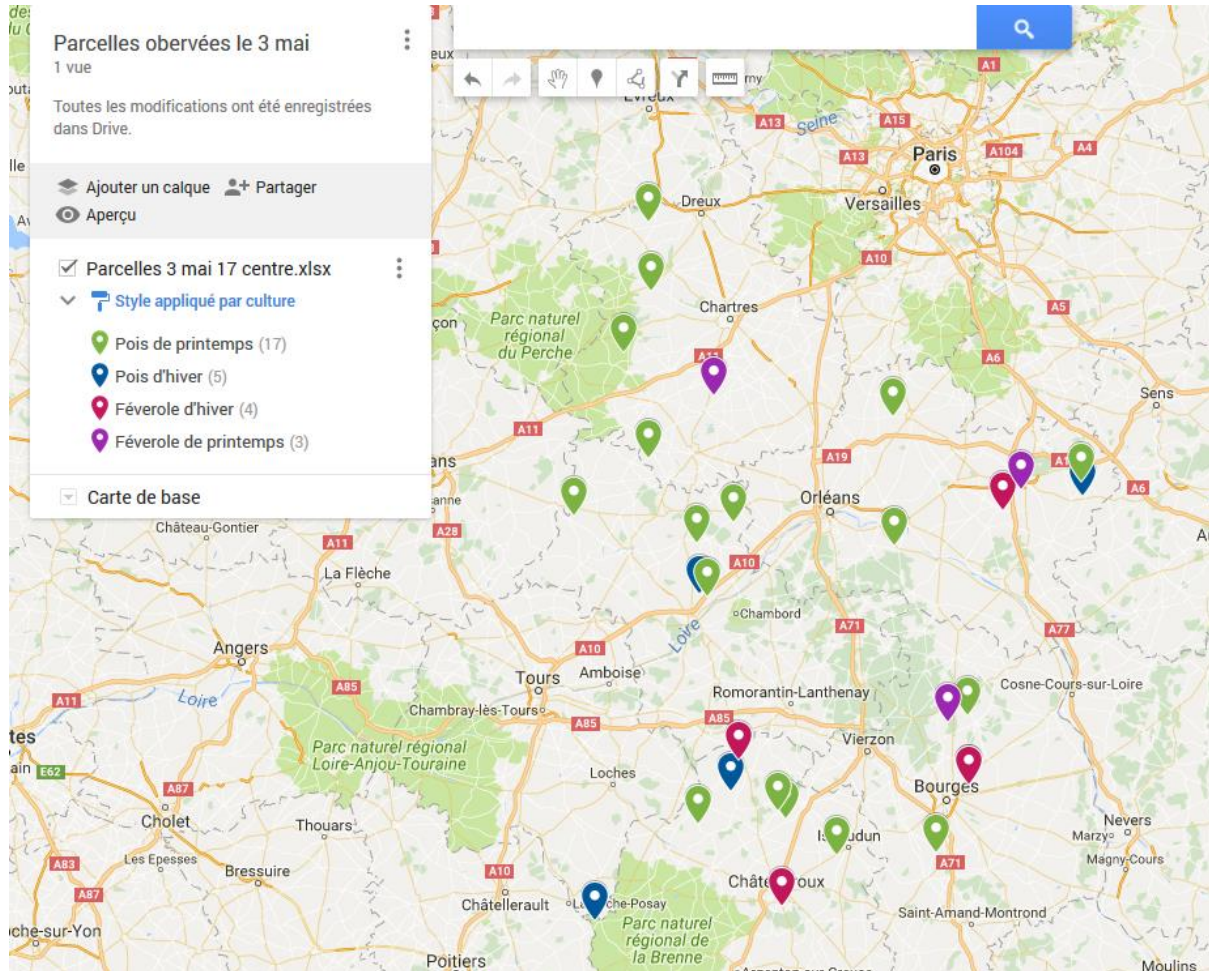 Parcelles obervées le 3 mai
1 vue
Toutes les modifications ont été enregistrées
dans Drive.
Ajouter un calque Partager
Aperçu
Parcelles 3 mai 17 centre.xlsx
Style appliqué par culture
Pois de printemps (17)
Pois d'hiver (5)
Féverole d'hiver (4)
Féverole de printemps (3)
Carte de base
A1
A13
Seine
A15
A13
Paris
A104
A4
Versailles
Dreux
A10
Chartres
A5
Parc naturel
régional
du Perche
A11
A6
Sens
A11
A19
A6
Orléans
Château-Gontier
A28
A11
La Flèche
A10
Chambord
A71
A77
Loire
Angers
A10
Tours
Amboise
A85
Loire
A11
Romorantin-Lanthenay
Cosne-Cours-sur-Loire
Chambray-lès-Tours
A85
A85
Parc naturel régional
Loire-Anjou-Touraine
Vierzon
E62
Loches
A87
Bourges
Cholet
Thouars
Nevers
Marzy
Les Epesses
A83
Bressuire
A10
A71
Magny-Cours
A87
Châtellerault
Saint-Amand-Montrond
Parc naturel
régional de
la Brenne
Poitiers
Moulins